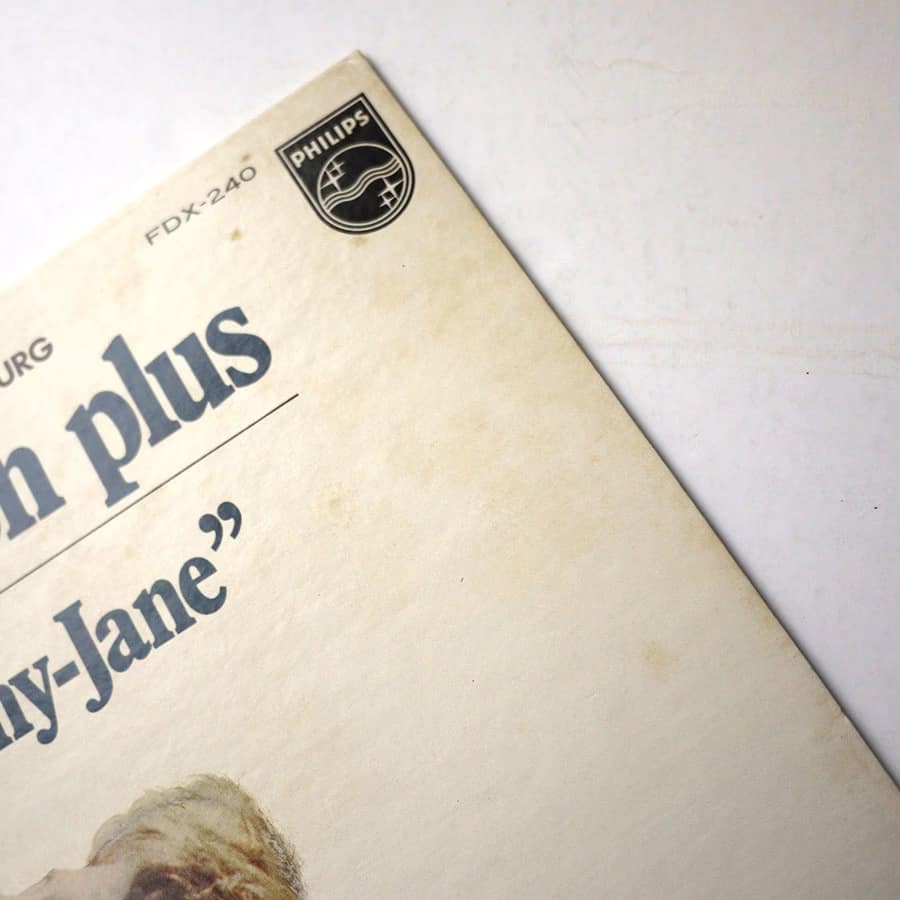 PHILIPS
FDX-240
URG
n plus
ny-Jane”